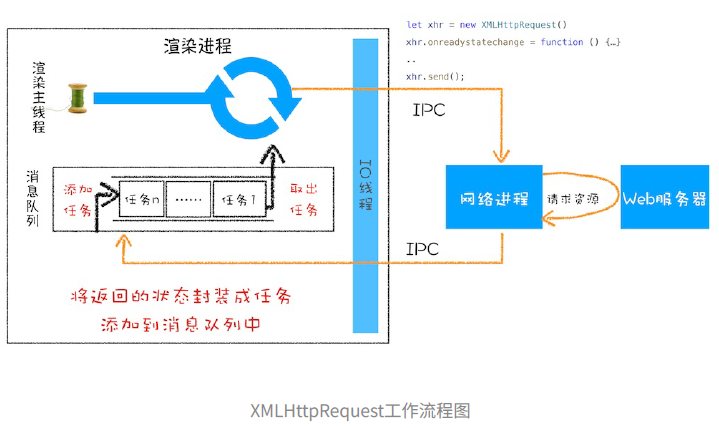 let xhr = new XMLHttpRequest()
xhr.onreadystatechange = function () {…}
..
xhr.send();
渲染进程
渲染主线程
IPC
IO线程
消息队列
添加
任务
任务n
……
任务1
取出
任务
网络进程
请求资源
Web服务器
IPC
将返回的状态封装成任务
添加到消息队列中
XMLHttpRequest工作流程图